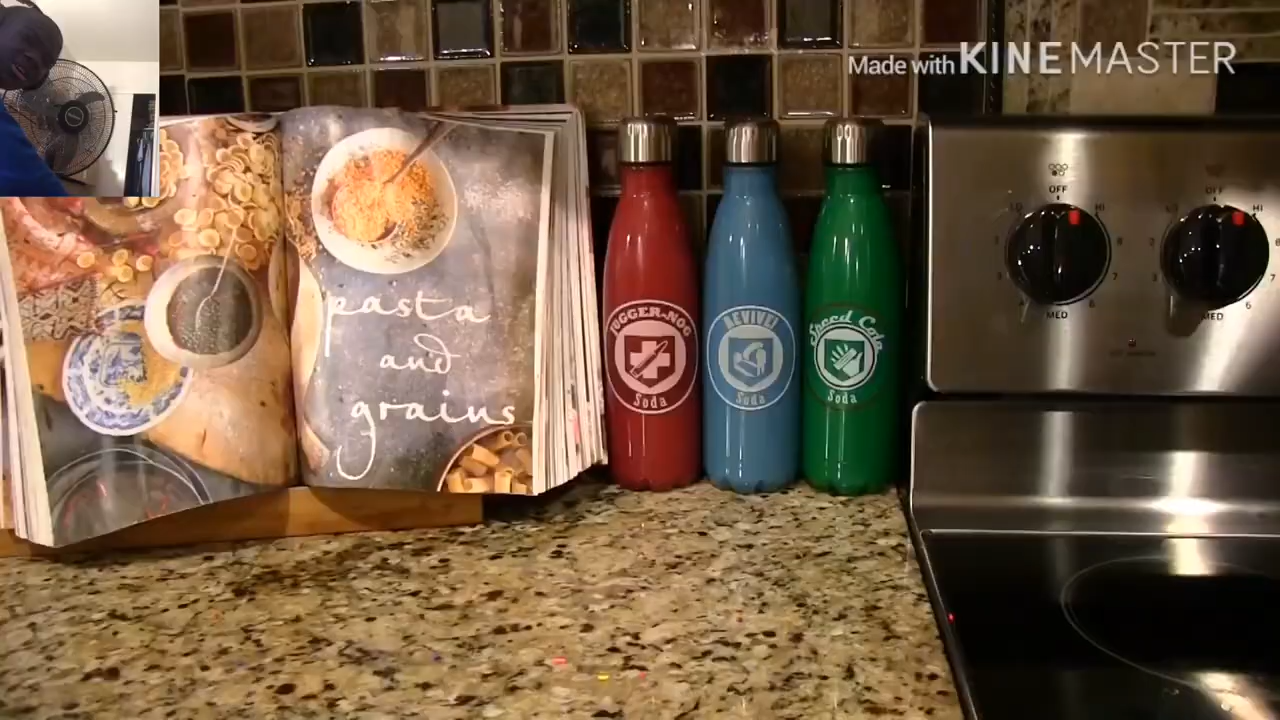 Made with KINEMASTER
pasta
and
grains
JUGGER-NOG
Soda
REVIVE!
Soda
Speed Cola
Soda
OFF
LO
HI
MED
OFF
HI
MED